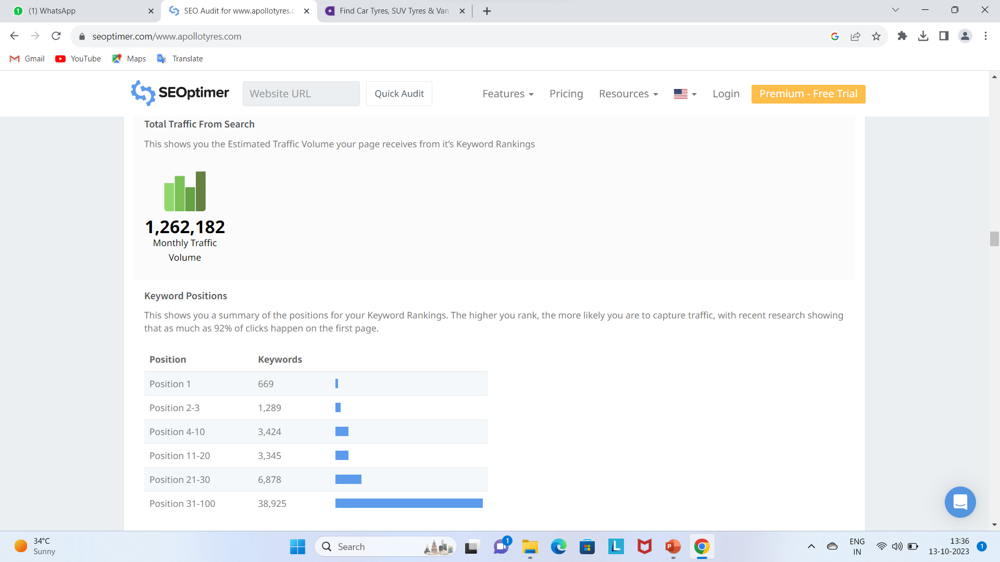 (1) WhatsApp
SEO Audit for www.apollotyres.c
Find Car Tyres, SUV Tyres & Van
seoptimer.com/www.apollotyres.com
Gmail
YouTube
Maps
Translate
SEOptimer
Website URL
Quick Audit
Features
Pricing
Resources
Login
Premium - Free Trial
Total Traffic From Search
This shows you the Estimated Traffic Volume your page receives from it’s Keyword Rankings
1,262,182
Monthly Traffic
Volume
Keyword Positions
This shows you a summary of the positions for your Keyword Rankings. The higher you rank, the more likely you are to capture traffic, with recent research showing
that as much as 92% of clicks happen on the first page.
Position Keywords
Position 1 669
Position 2-3 1,289
Position 4-10 3,424
Position 11-20 3,345
Position 21-30 6,878
Position 31-100 38,925
34°C
Sunny
Search
1
ENG
IN
13:36
13-10-2023
1